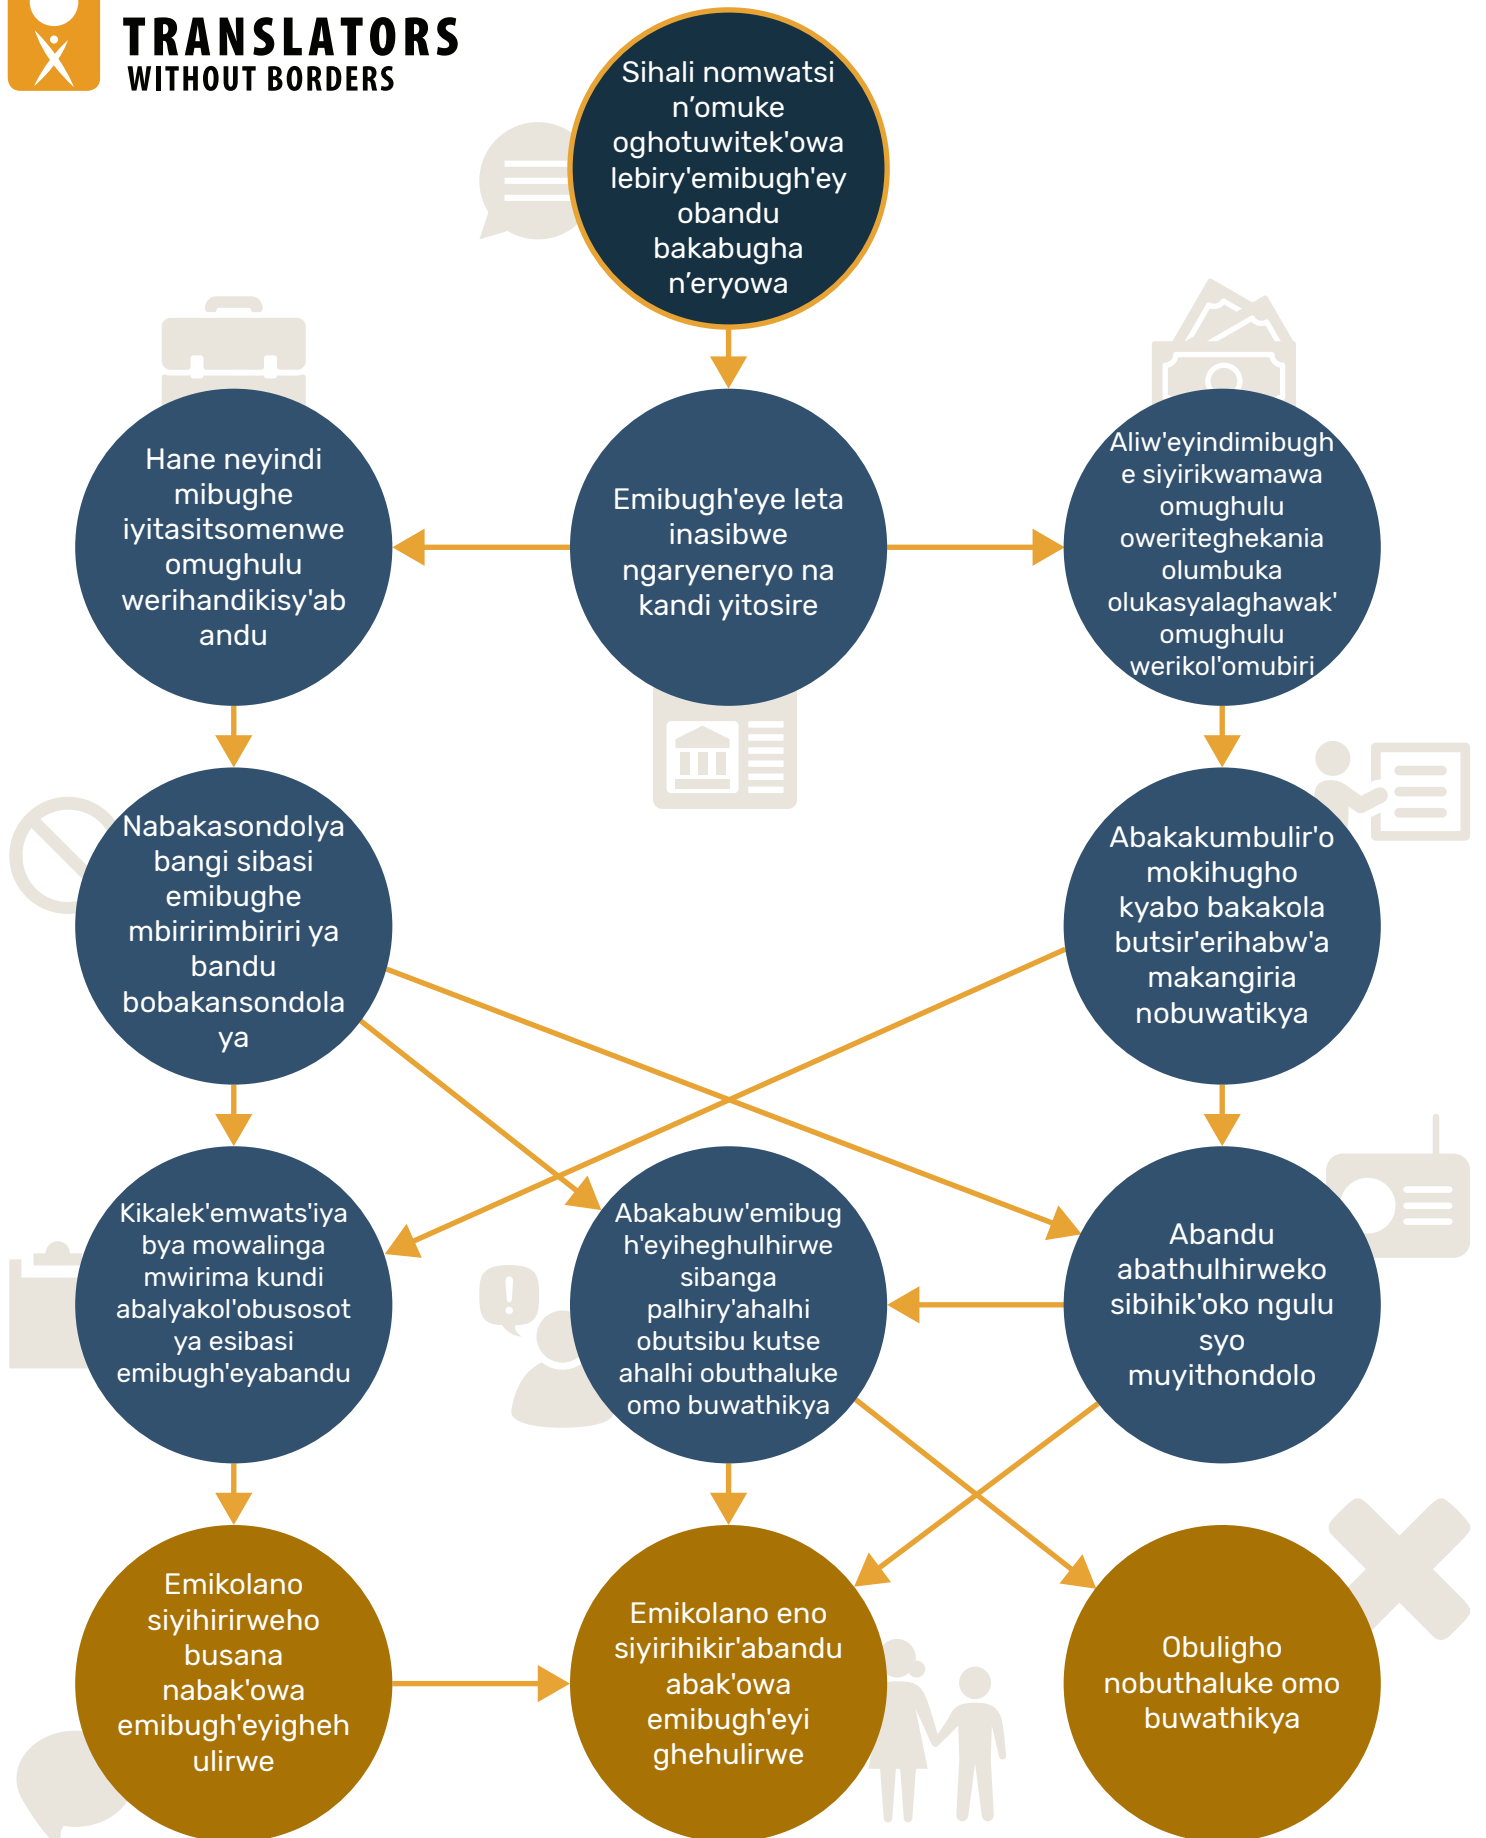 TRANSLATORS
WITHOUT BORDERS
Sihali nomwatsi
n’omuke
oghotuwitek'owa
lebiry'emibugh'ey
obandu
bakabugha
n’eryowa
Hane neyindi
mibughe
iyitasitsomenwe
omughulu
werihandikisy'ab
andu
Emibugh'eye leta
inasibwe
ngaryeneryo na
kandi yitosire
Aliw'eyindimibugh
e siyirikwamawa
omughulu
oweriteghekania
olumbuka
olukasyalaghawak'
omughulu
werikol'omubiri
Nabakasondolya
bangi sibasi
emibughe
mbiririmbiriri ya
bandu
bobakansondola
ya
Abakakumbulir'o
mokihugho
kyabo bakakola
butsir'erihabw'a
makangiria
nobuwatikya
Kikalek'emwats'iya
bya mowalinga
mwirima kundi
abalyakol'obusosot
ya esibasi
emibugh'eyabandu
Abakabuw'emibug
h'eyiheghulhirwe
sibanga
palhiry'ahalhi
obutsibu kutse
ahalhi obuthaluke
omo buwathikya
Abandu
abathulhirweko
sibihik'oko ngulu
syo
muyithondolo
Emikolano
siyihirirweho
busana
nabak'owa
emibugh'eyigheh
ulirwe
Emikolano eno
siyirihikir'abandu
abak'owa
emibugh'eyi
ghehulirwe
Obuligho
nobuthaluke omo
buwathikya